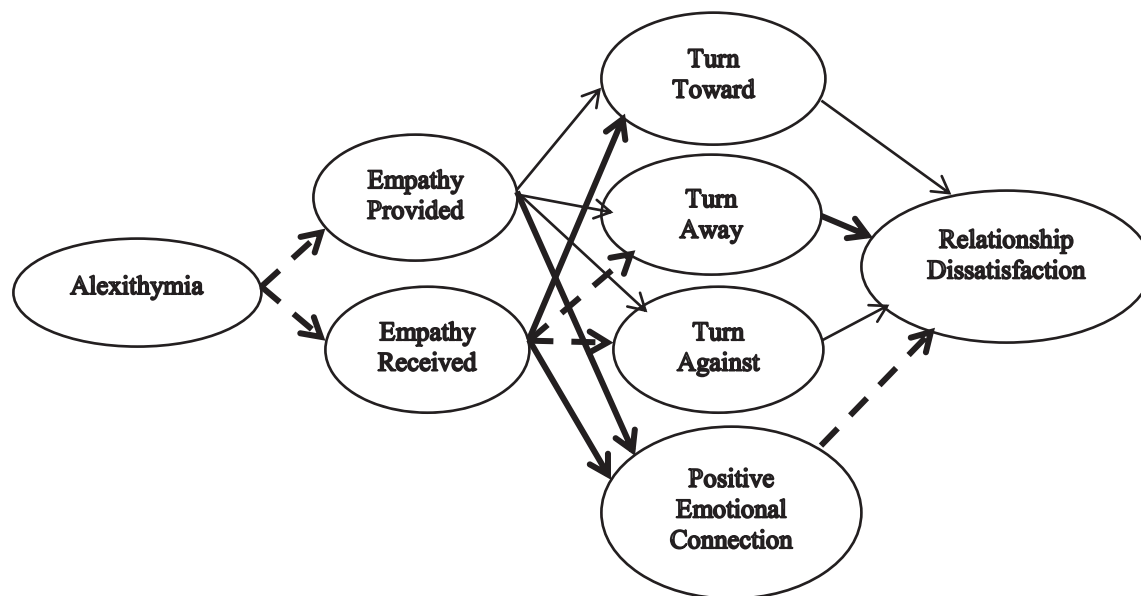 Alexithymia
Empathy
Provided
Empathy
Received
Turn
Toward
Turn
Away
Turn
Against
Positive
Emotional
Connection
Relationship
Dissatisfaction